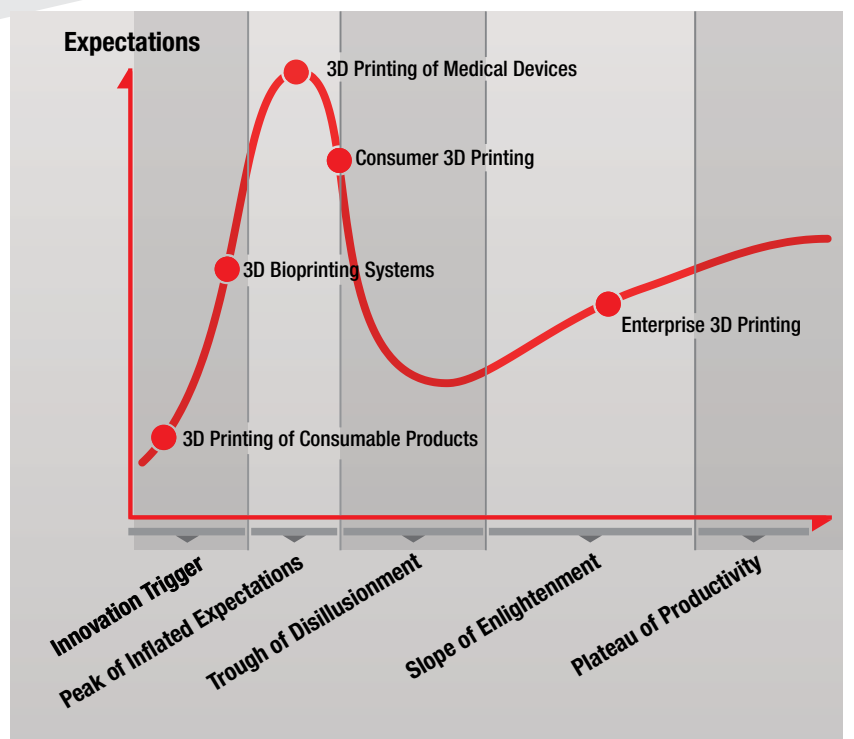 Expectations
3D Printing of Medical Devices
Consumer 3D Printing
3D Bioprinting Systems
Enterprise 3D Printing
3D Printing of Consumable Products
Innovation Trigger
Peak of Inflated Expectations
Trough of Disillusionment
Slope of Enlightenment
Plateau of Productivity